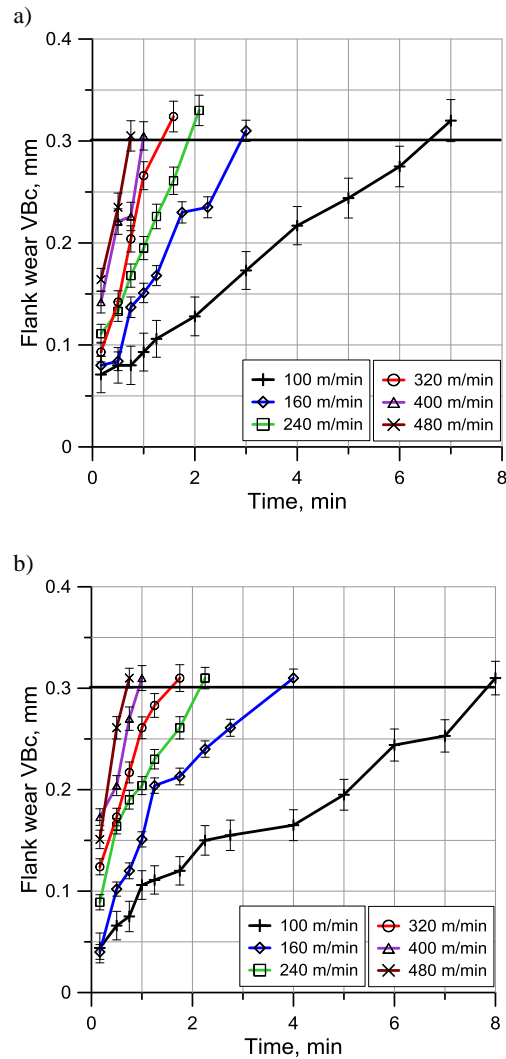 a)
0.4
0.3
0.2
0.1
0
Flank wear VBc, mm
0 2 4 6 8
Time, min
100 m/min 320 m/min
160 m/min 400 m/min
240 m/min 480 m/min
b)
0.4
0.3
0.2
0.1
0
Flank wear VBc, mm
0 2 4 6 8
Time, min
100 m/min 320 m/min
160 m/min 400 m/min
240 m/min 480 m/min